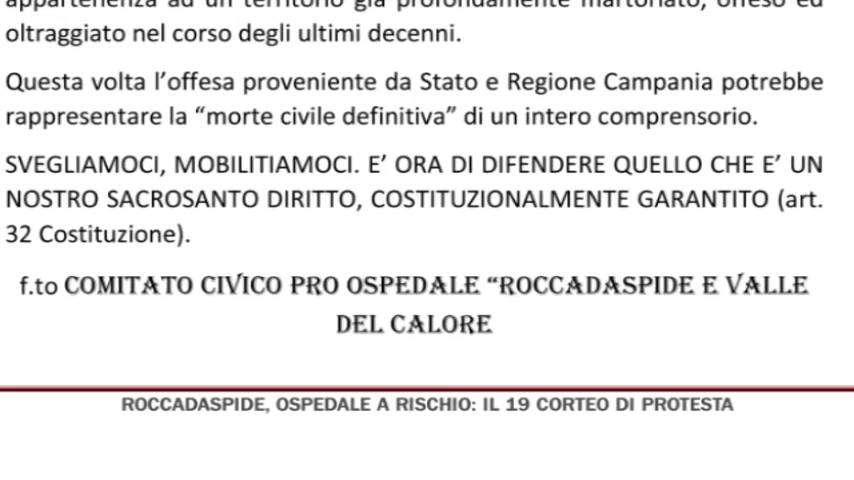 appartenenza ad un territorio già profondamente martoriato, offeso ed
oltraggiato nel corso degli ultimi decenni.
Questa volta l’offesa proveniente da Stato e Regione Campania potrebbe
rappresentare la “morte civile definitiva” di un intero comprensorio.
SVEGLIAMOCI, MOBILITIAMOCI. E’ ORA DI DIFENDERE QUELLO CHE E’ UN
NOSTRO SACROSANTO DIRITTO, COSTITUZIONALMENTE GARANTITO (art.
32 Costituzione).
f.to COMITATO CIVICO PRO OSPEDALE “ROCCADASPIDE E VALLE
DEL CALORE
ROCCADASPIDE, OSPEDALE A RISCHIO: IL 19 CORTEO DI PROTESTA